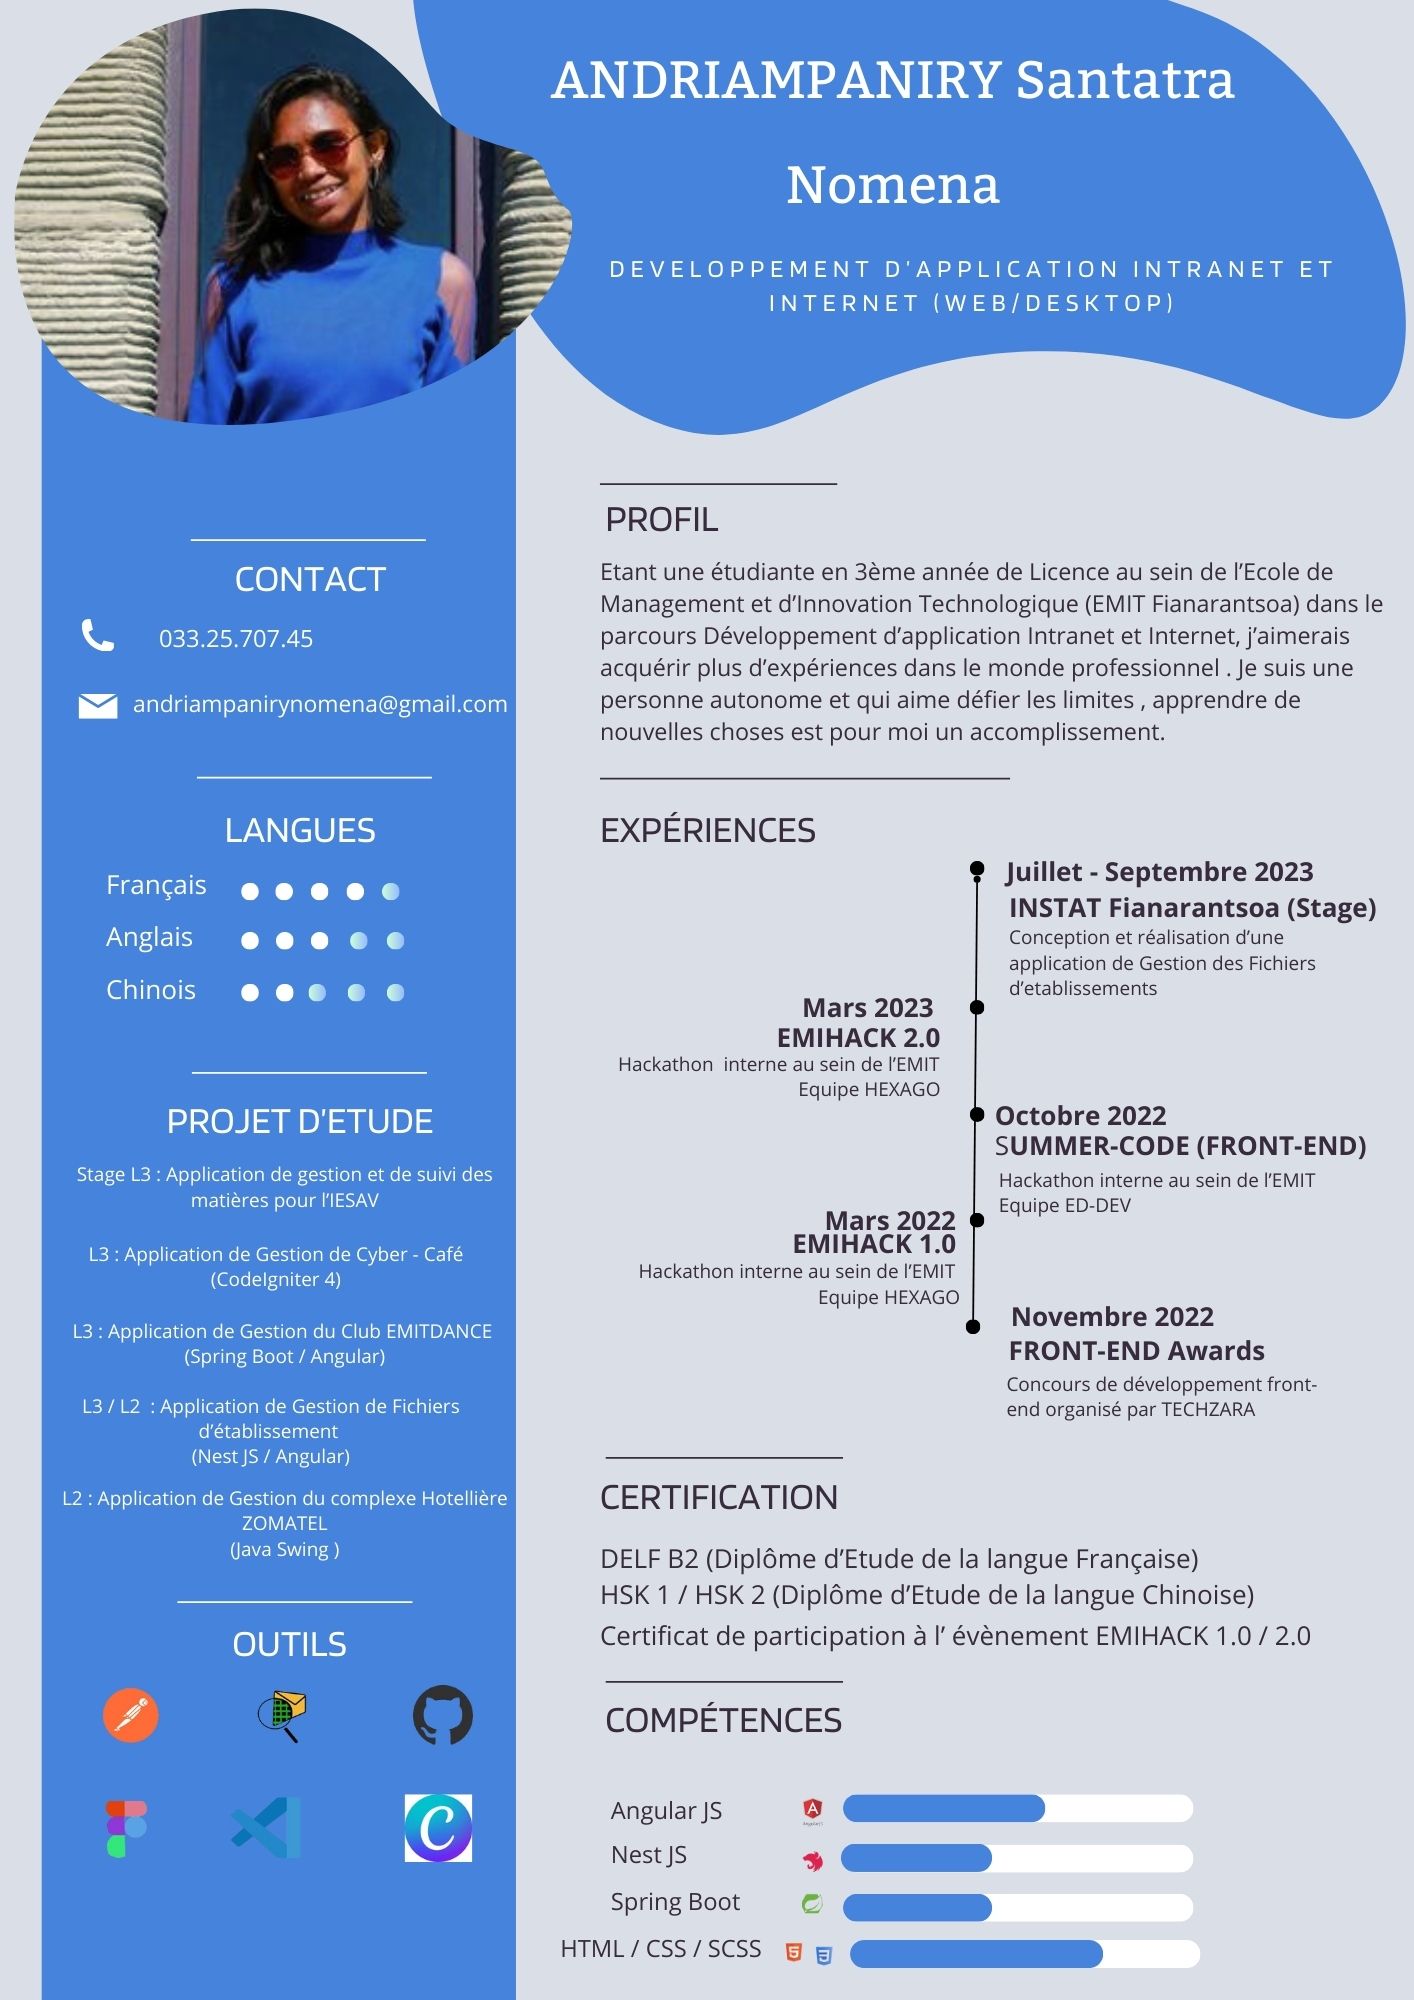 ANDRIAMPANIRY Santatra
Nomena
DEVELOPPEMENT D'APPLICATION INTRANET ET
INTERNET (WEB/DESKTOP)
CONTACT
033.25.707.45
andriampanirynomena@gmail.com
LANGUES
Français
Anglais
Chinois
PROJET D'ETUDE
Stage L3 : Application de gestion et de suivi des
matières pour l'IESAV
L3 : Application de Gestion de Cyber - Café
(CodeIgniter 4)
L3 : Application de Gestion du Club EMITDANCE
(Spring Boot / Angular)
L3 / L2 : Application de Gestion de Fichiers
d'établissement
(Nest JS / Angular)
L2 : Application de Gestion du complexe Hotellière
ZOMATEL
(Java Swing )
OUTILS
PROFIL
Etant une étudiante en 3ème année de Licence au sein de l'Ecole de
Management et d'Innovation Technologique (EMIT Fianarantsoa) dans le
parcours Développement d'application Intranet et Internet, j'aimerais
acquérir plus d'expériences dans le monde professionnel . Je suis une
personne autonome et qui aime défier les limites , apprendre de
nouvelles choses est pour moi un accomplissement.
EXPÉRIENCES
Juillet - Septembre 2023
INSTAT Fianarantsoa (Stage)
Conception et réalisation d'une
application de Gestion des Fichiers
d'etablissements
Mars 2023
EMIHACK 2.0
Hackathon interne au sein de l'EMIT
Equipe HEXAGO
Octobre 2022
SUMMER-CODE (FRONT-END)
Hackathon interne au sein de l'EMIT
Equipe ED-DEV
Mars 2022
EMIHACK 1.0
Hackathon interne au sein de l'EMIT
Equipe HEXAGO
Novembre 2022
FRONT-END Awards
Concours de développement front-
end organisé par TECHZARA
CERTIFICATION
DELF B2 (Diplôme d'Etude de la langue Française)
HSK 1 / HSK 2 (Diplôme d'Etude de la langue Chinoise)
Certificat de participation à l' évènement EMIHACK 1.0 / 2.0
COMPÉTENCES
Angular JS
Nest JS
Spring Boot
HTML / CSS / SCSS